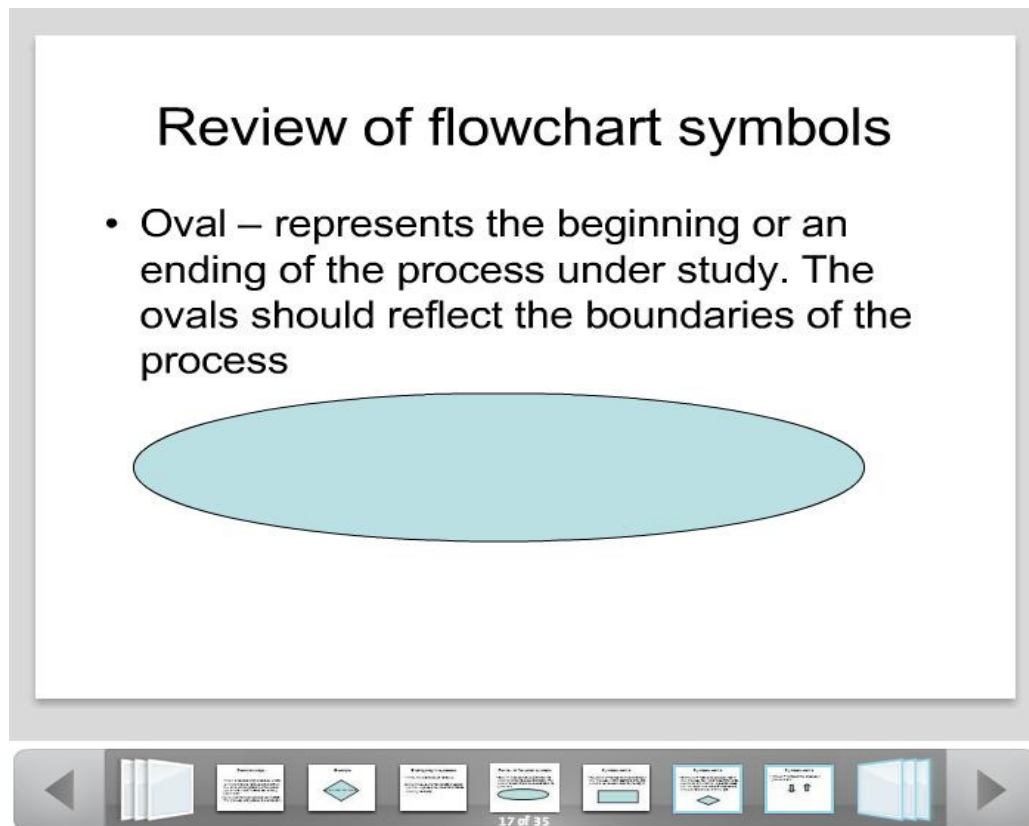 Review of flowchart symbols
• Oval – represents the beginning or an
ending of the process under study. The
ovals should reflect the boundaries of the
process
17 of 35